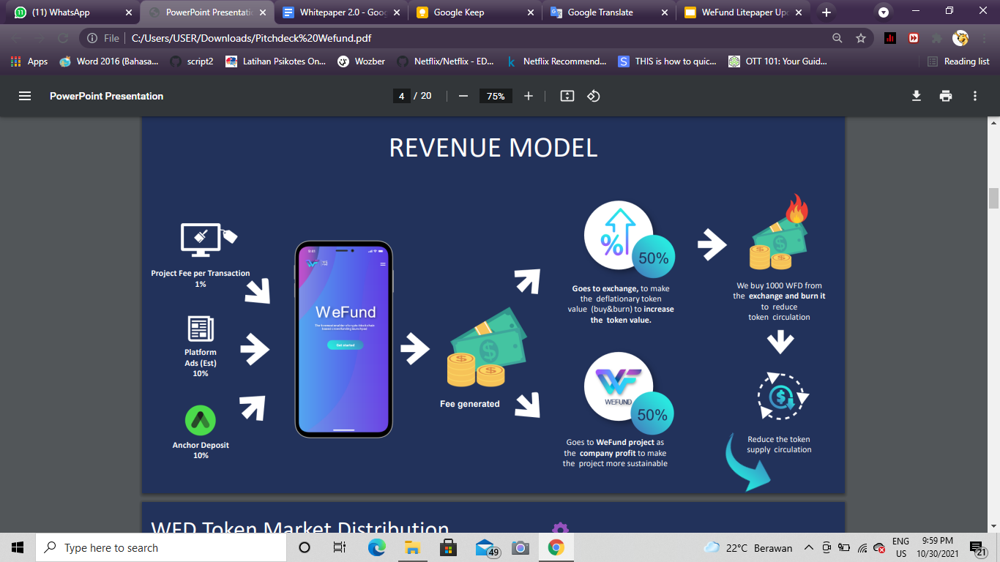 (11) WhatsApp
PowerPoint Presentatio
Whitepaper 2.0 - Goog
Google Keep
Google Translate
WeFund Litepaper Upd
File
C:/Users/USER/Downloads/Pitchdeck%20Wefund.pdf
Apps
Word 2016 (Bahasa...
script2
Latihan Psikotes On...
Wozber
Netflix/Netflix - ED...
Netflix Recommend...
THIS is how to quic...
OTT 101: Your Guid...
Reading list
PowerPoint Presentation
4 / 20
75%
REVENUE MODEL
Project Fee per Transaction
1%
Platform
Ads (Est)
10%
Anchor Deposit
10%
9:41
WeFund
Get started
Fee generated
%
50%
Goes to exchange, to make
the deflationary token
value (buy&burn) to increase
the token value.
We buy 1000 WFD from
the exchange and burn it
to reduce
token circulation
WEFUND
50%
Goes to WeFund project as
the company profit to make
the project more sustainable
Reduce the token
supply circulation
WFD Token Market Distribution
Type here to search
49
22°C Berawan
ENG
US
9:59 PM
10/30/2021
21